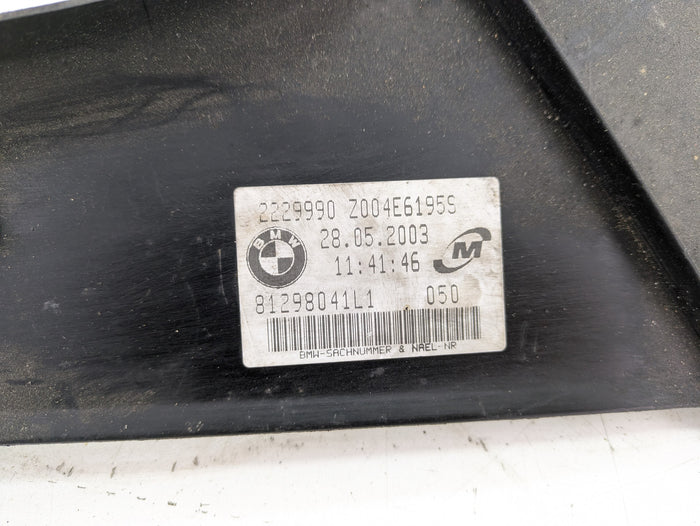 2229990 Z004E6195S
BMW 28.05.2003 M
11:41:46
81298041L1 050
BMW-SACHNUMMER & NAEL-NR